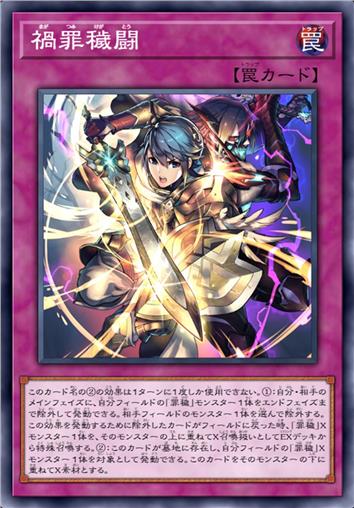 禍罪穢闘
罠
トラップ
【罠カード】
このカード名の②の効果は1ターンに1度しか使用できない。①:自分・相手の
メインフェイズに、自分フィールドの「罪穢」モンスター1体をエンドフェイズま
で除外して発動できる。相手フィールドのモンスター1体を選んで除外する。
この効果を発動するために除外したカードがフィールドに戻った時、「罪穢」X
モンスター1体を、そのモンスターの上に重ねてX召喚扱いとしてEXデッキか
ら特殊召喚する。②:このカードが墓地に存在し、自分フィールドの「罪穢」X
モンスター1体を対象として発動できる。このカードをそのモンスターの下に
重ねてX素材とする。